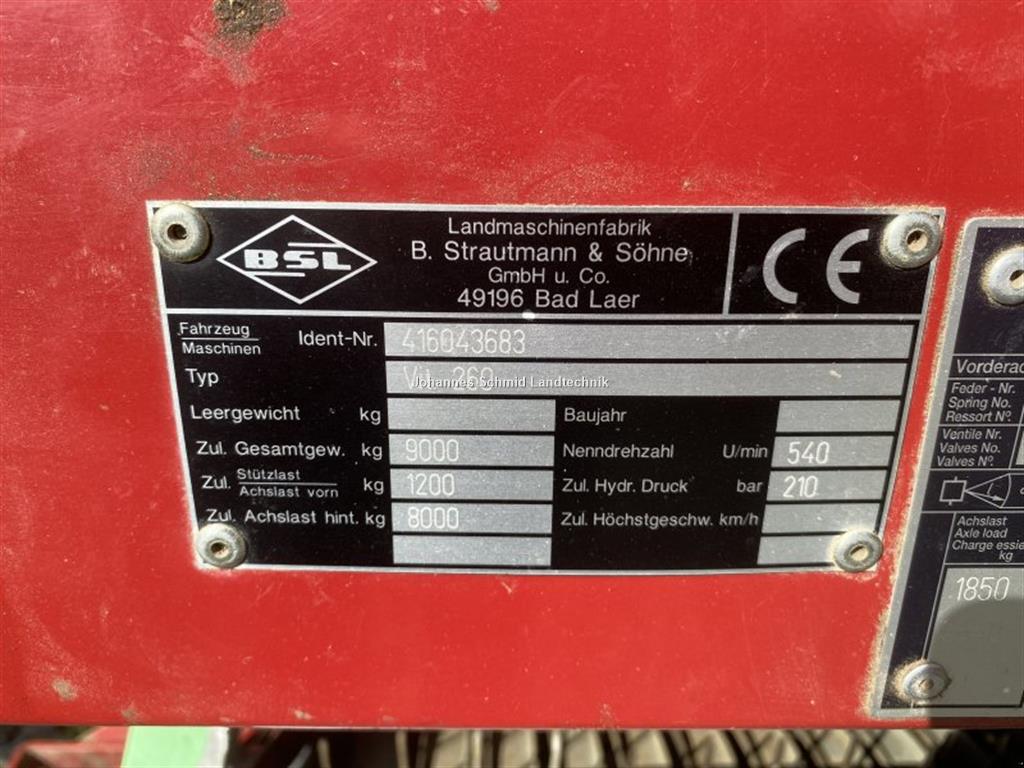 BSL
Landmaschinenfabrik
B. Strautmann & Söhne
GmbH u. Co.
49196 Bad Laer
CE
Fahrzeug
Maschinen
Ident-Nr. 416043683
Typ 260
Johannes Schmid Landtechnik
Leergewicht kg
Baujahr
Zul. Gesamtgew. kg 9000
Nenndrehzahl U/min 540
Zul. Stützlast
Achslast vorn kg 1200
Zul. Hydr. Druck bar 210
Zul. Achslast hint. kg 8000
Zul. Höchstgeschw. km/h
Vorderac
Feder - Nr.
Spring No.
Ressort Nº.
Ventile Nr.
Valves No.
Valves Nº.
Achslast
Axle load
Charge essie
kg
1850